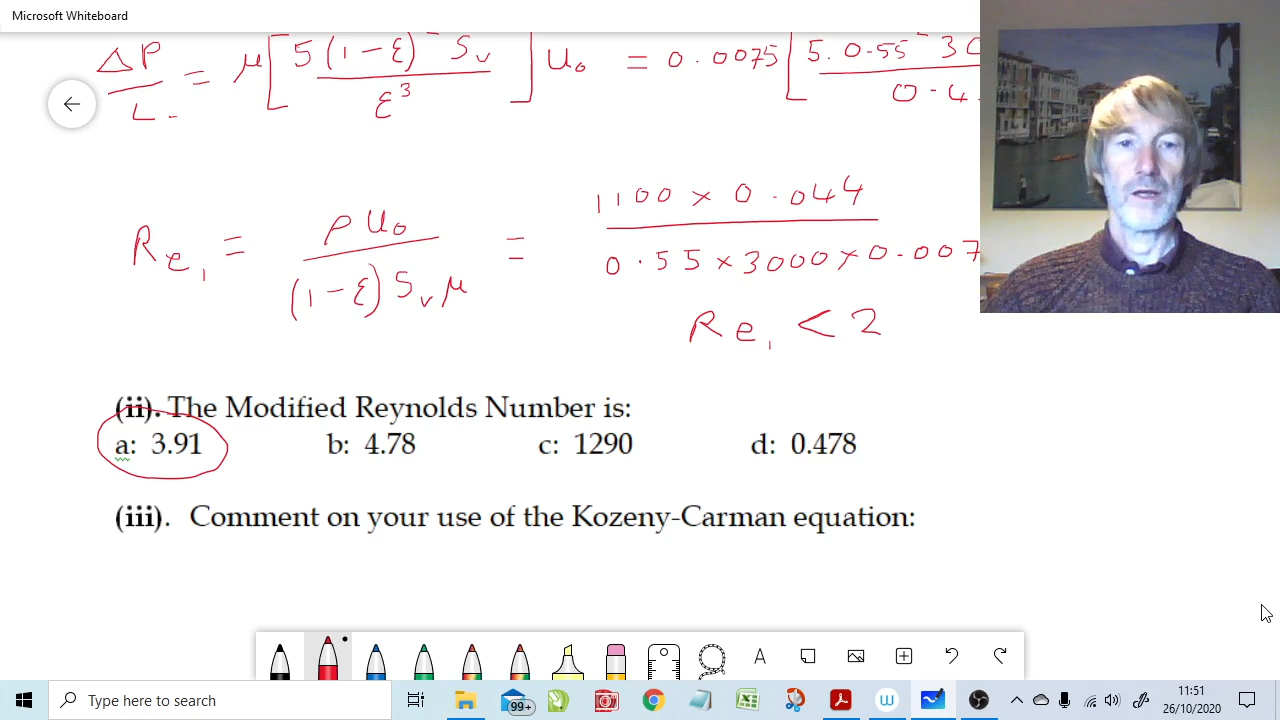 Microsoft Whiteboard
ΔP/L = μ[5(1-ε)² Sv/ε³] U₀ = 0.0075[5.0.55² 30/0.4
Re₁ = ρU₀/((1-ε)Svμ) = 1100 × 0.044/(0.55 × 3000 × 0.007
Re₁ < 2
(ii). The Modified Reynolds Number is:
a: 3.91 b: 4.78 c: 1290 d: 0.478
(iii). Comment on your use of the Kozeny-Carman equation:
A
Type here to search 99+ W 11:51
26/10/2020